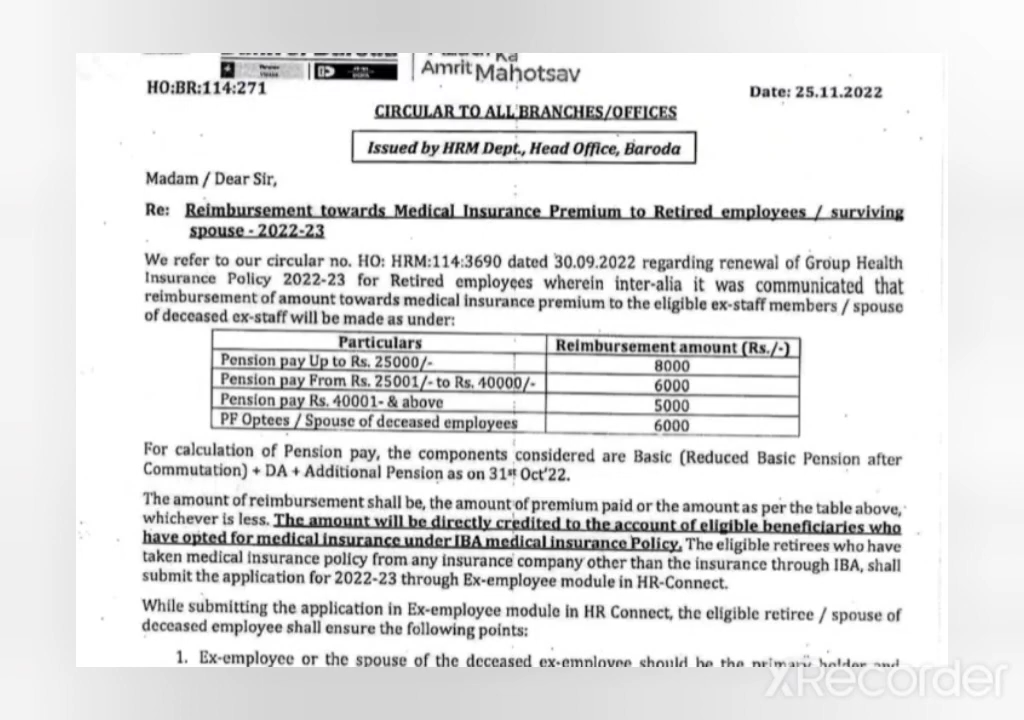 Amrit Mahotsav
HO:BR:114:271
Date: 25.11.2022
CIRCULAR TO ALL BRANCHES/OFFICES
Issued by HRM Dept., Head Office, Baroda
Madam / Dear Sir,
Re: Reimbursement towards Medical Insurance Premium to Retired employees / surviving
spouse - 2022-23
We refer to our circular no. HO: HRM:114:3690 dated 30.09.2022 regarding renewal of Group Health
Insurance Policy 2022-23 for Retired employees wherein inter-alia it was communicated that
reimbursement of amount towards medical insurance premium to the eligible ex-staff members / spouse
of deceased ex-staff will be made as under:
Particulars Reimbursement amount (Rs./-)
Pension pay Up to Rs. 25000/- 8000
Pension pay From Rs. 25001/- to Rs. 40000/- 6000
Pension pay Rs. 40001- & above 5000
PF Optees / Spouse of deceased employees 6000
For calculation of Pension pay, the components considered are Basic (Reduced Basic Pension after
Commutation) + DA + Additional Pension as on 31st Oct'22.
The amount of reimbursement shall be, the amount of premium paid or the amount as per the table above,
whichever is less. The amount will be directly credited to the account of eligible beneficiaries who
have opted for medical insurance under IBA medical insurance Policy. The eligible retirees who have
taken medical insurance policy from any insurance company other than the insurance through IBA, shall
submit the application for 2022-23 through Ex-employee module in HR-Connect.
While submitting the application in Ex-employee module in HR Connect, the eligible retiree / spouse of
deceased employee shall ensure the following points:
1. Ex-employee or the spouse of the deceased ex-employee should be the primary holder and
XRecorder